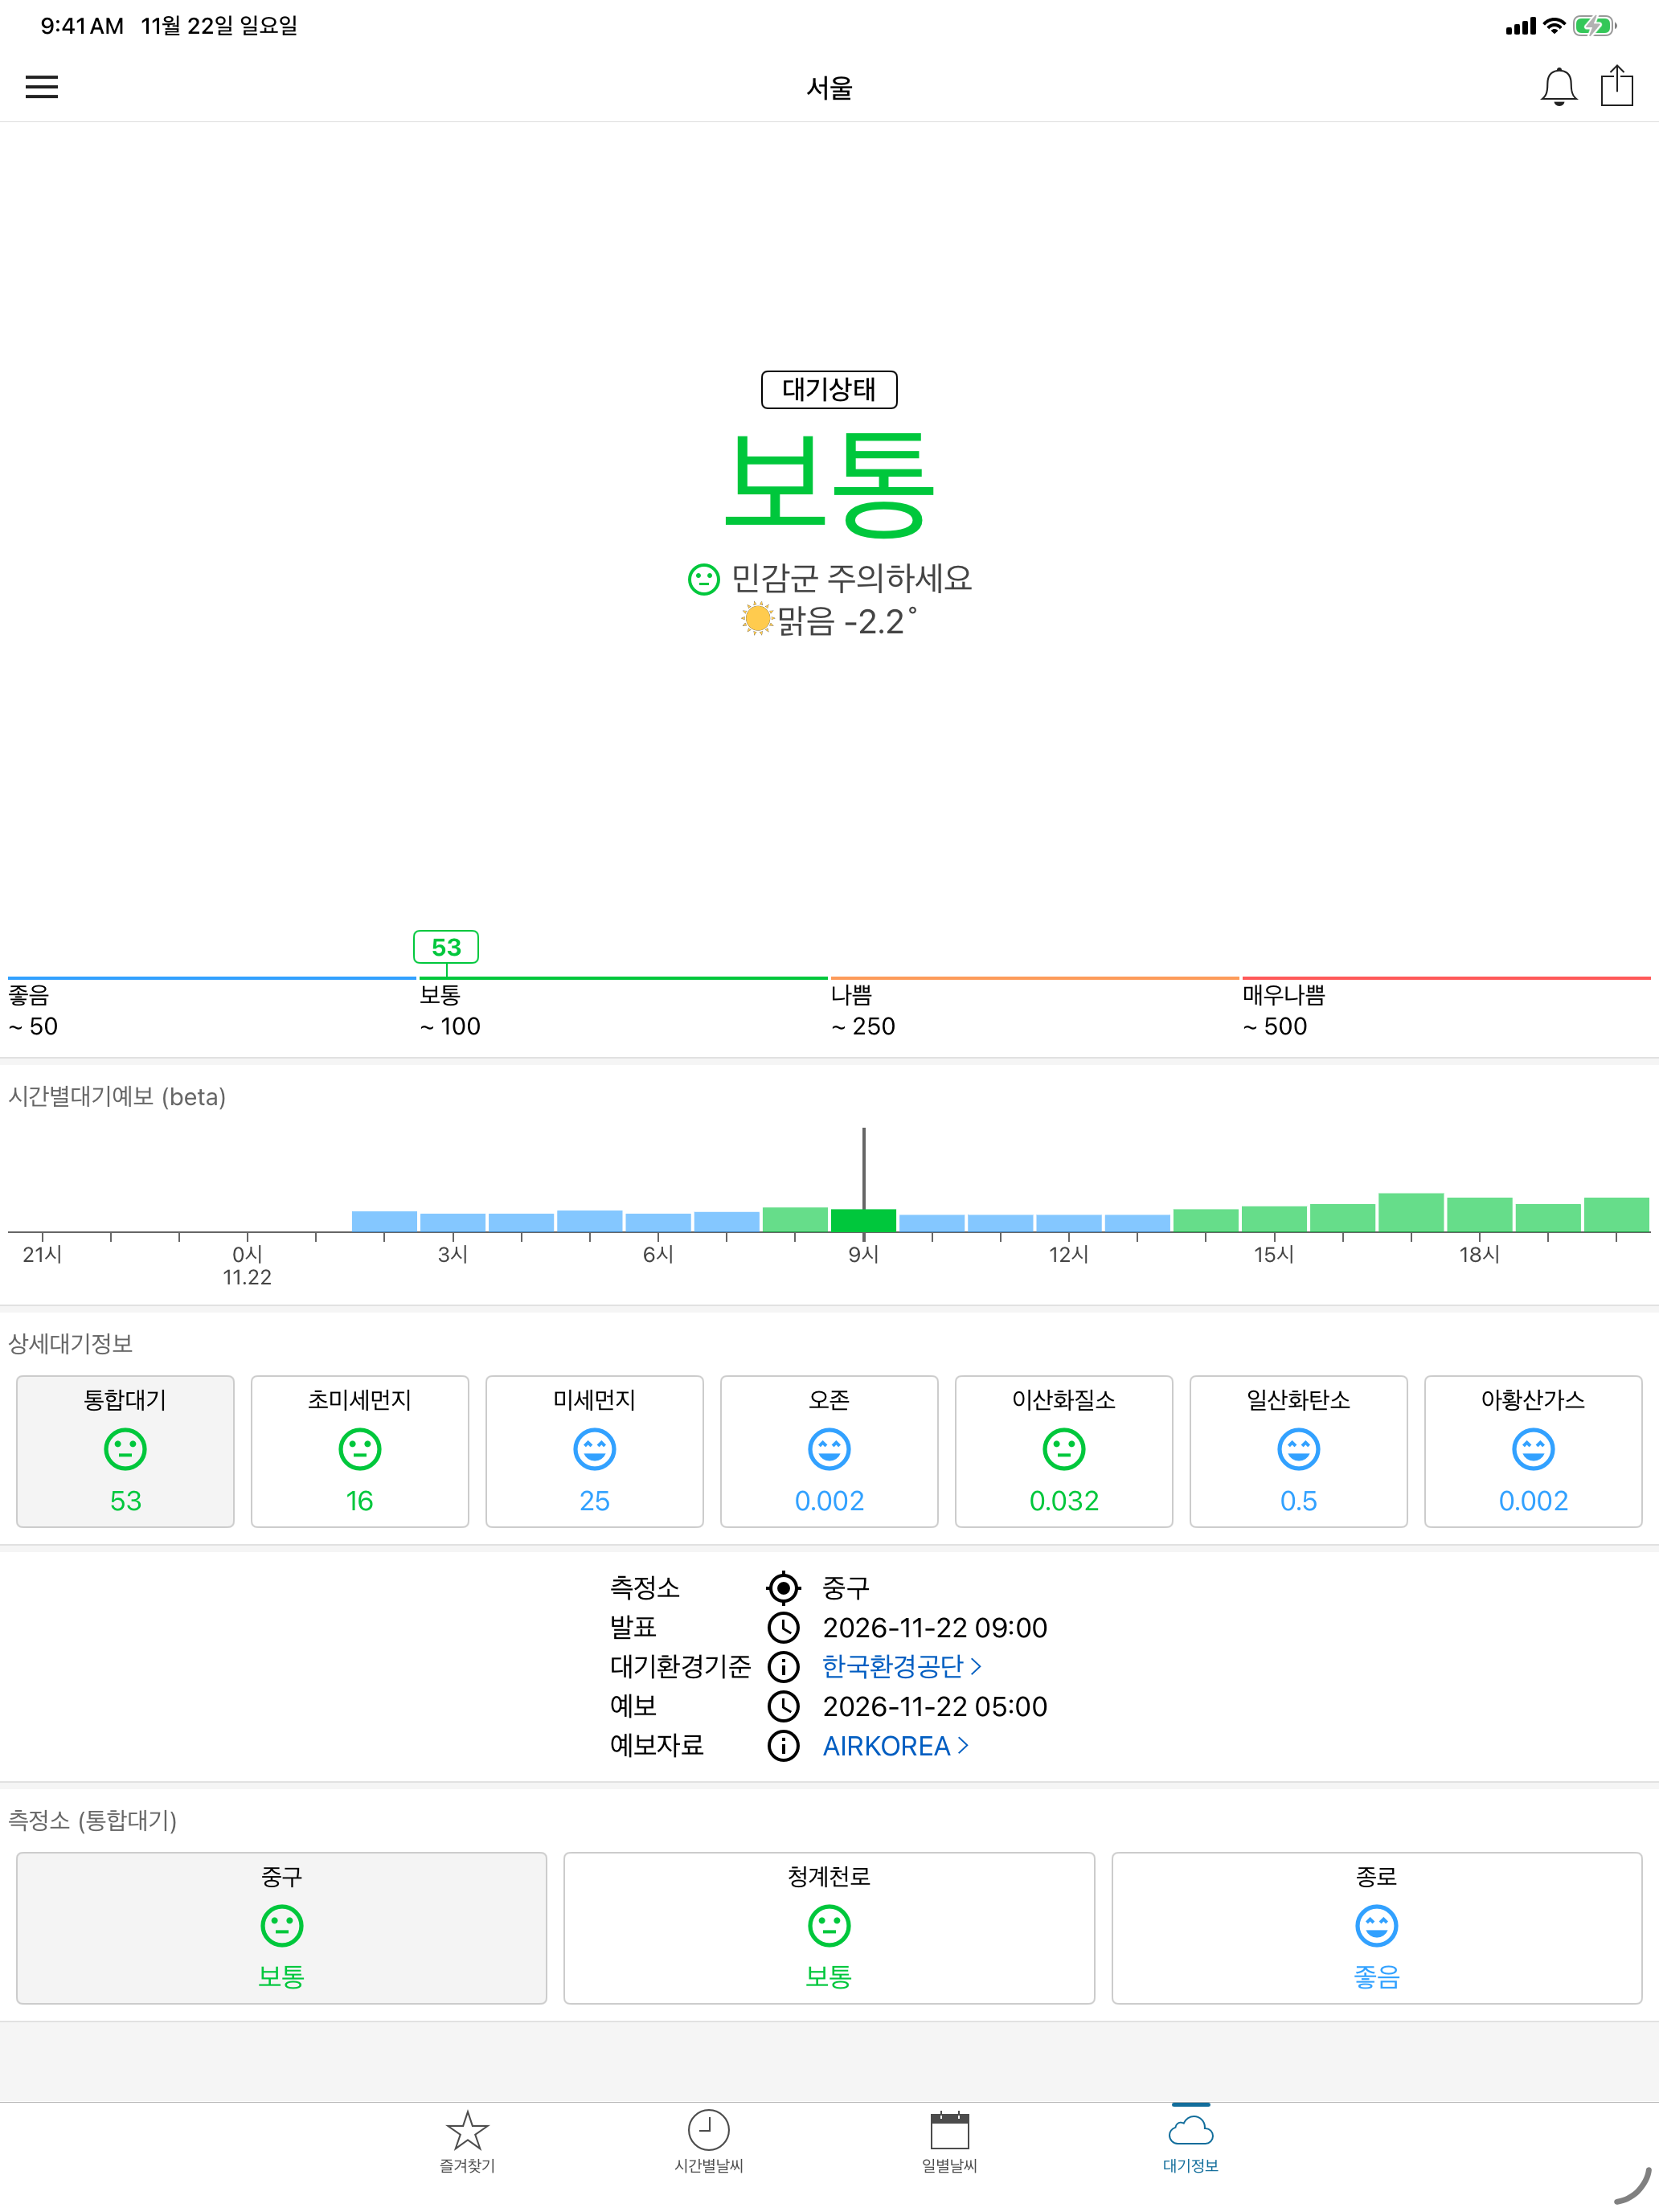 9:41 AM 11월 22일 일요일
서울
대기상태
보통
민감군 주의하세요
맑음 -2.2˚
53
좋음 보통 나쁨 매우나쁨
~ 50 ~ 100 ~ 250 ~ 500
시간별대기예보 (beta)
21시 0시 3시 6시 9시 12시 15시 18시
11.22
상세대기정보
통합대기 초미세먼지 미세먼지 오존 이산화질소 일산화탄소 아황산가스
53 16 25 0.002 0.032 0.5 0.002
측정소 중구
발표 2026-11-22 09:00
대기환경기준 한국환경공단
예보 2026-11-22 05:00
예보자료 AIRKOREA
측정소 (통합대기)
중구 청계천로 종로
보통 보통 좋음
즐겨찾기 시간별날씨 일별날씨 대기정보